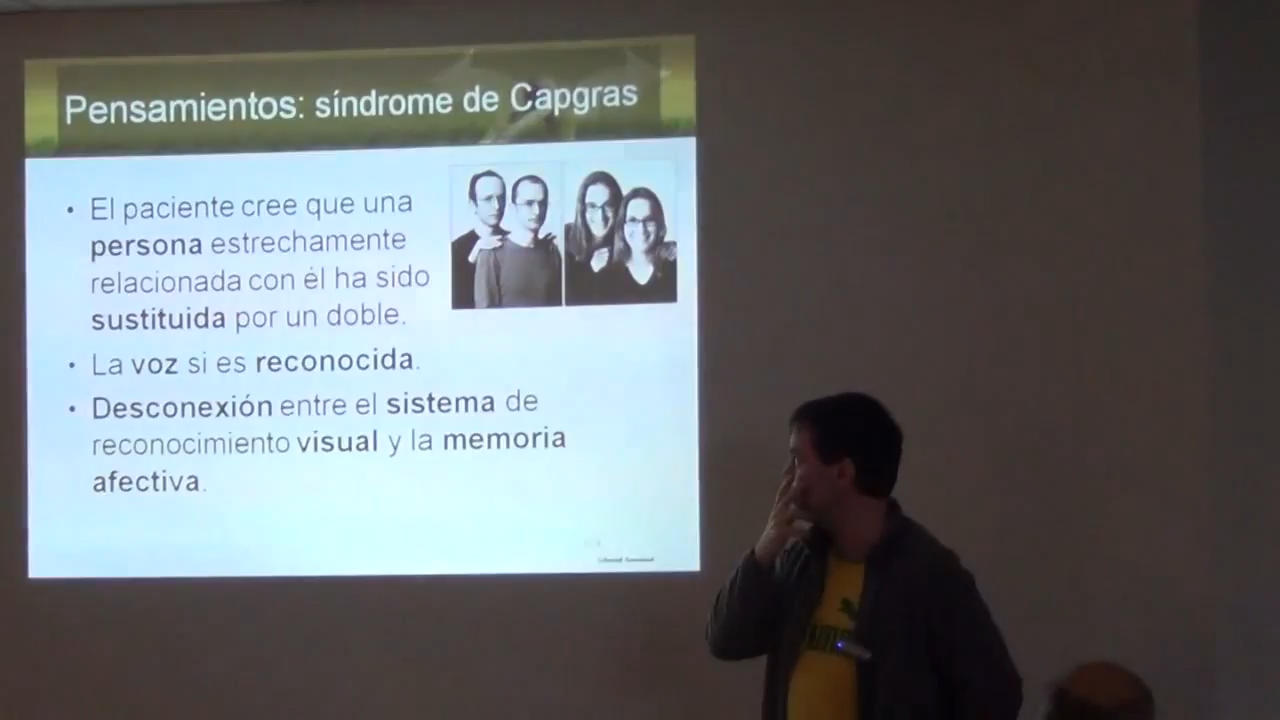 Pensamientos: síndrome de Capgras
• El paciente cree que una
persona estrechamente
relacionada con él ha sido
sustituida por un doble.
• La voz si es reconocida.
• Desconexión entre el sistema de
reconocimiento visual y la memoria
afectiva.